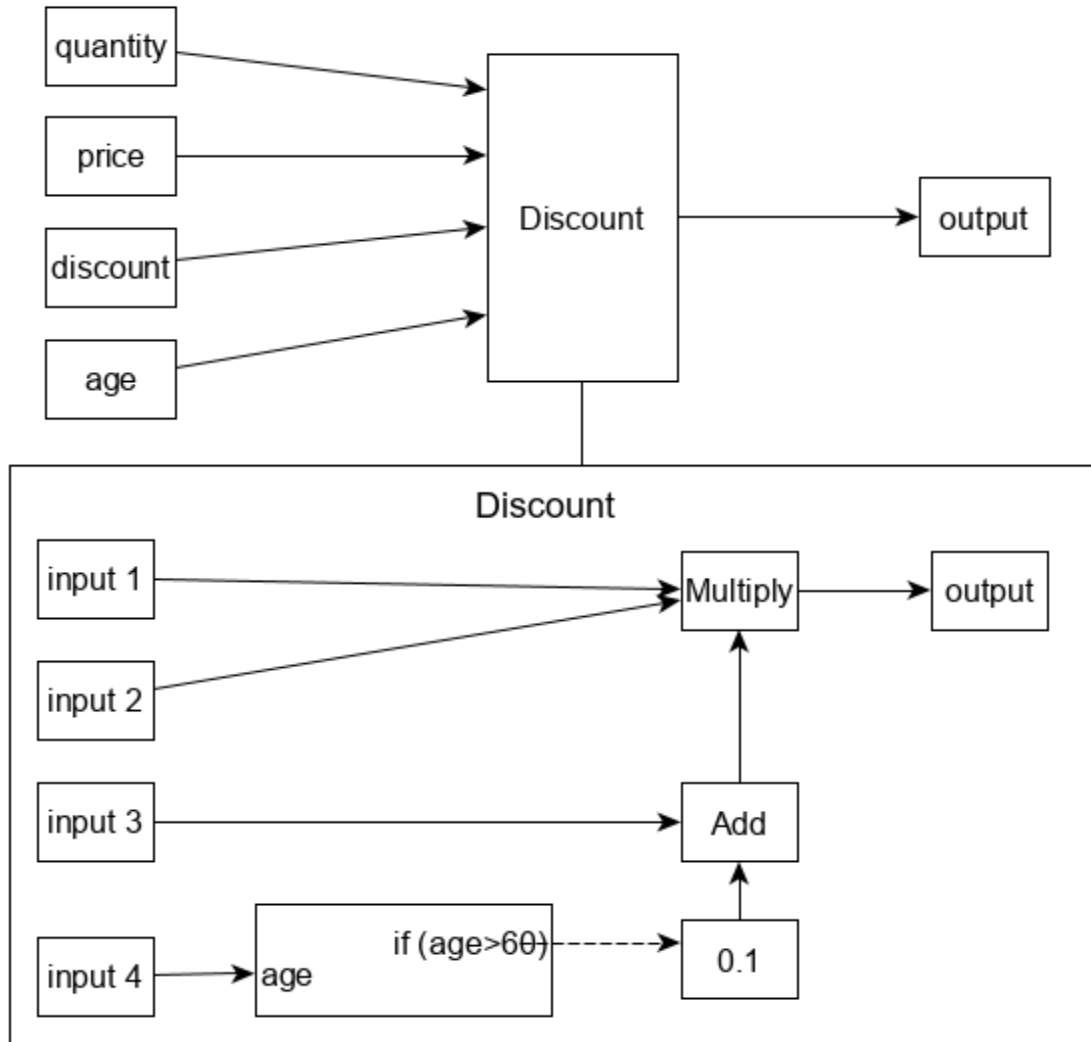 quantity
price
discount
age
Discount
output
Discount
input 1
input 2
input 3
input 4
Multiply
output
Add
if (age>60)
age
0.1